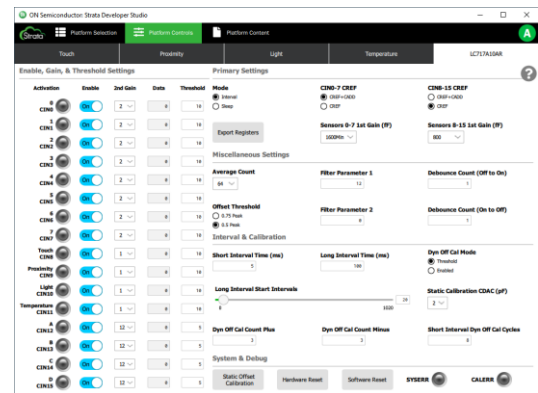 ON Semiconductor: Strata Developer Studio
Strata
Platform Selection
Platform Controls
Platform Content
A
Touch
Proximity
Light
Temperature
LC717A10AR
Enable, Gain, & Threshold Settings
Primary Settings
?
Activation Enable 2nd Gain Data Threshold
0 CIN0 On 2 0 10
1 CIN1 On 2 0 10
2 CIN2 On 2 0 10
3 CIN3 On 2 0 10
4 CIN4 On 2 0 10
5 CIN5 On 2 0 10
6 CIN6 On 2 0 10
7 CIN7 On 2 0 10
Touch CIN8 On 1 0 10
Proximity CIN9 On 1 0 10
Light CIN10 On 1 0 10
Temperature CIN11 On 1 0 10
A CIN12 On 12 0 5
B CIN13 On 12 0 5
C CIN14 On 12 0 5
D CIN15 On 12 0 5
Mode
Interval
Sleep
CIN0-7 CREF
CREF+CADD
CREF
CIN8-15 CREF
CREF+CADD
CREF
Export Registers
Sensors 0-7 1st Gain (fF)
1600Min
Sensors 8-15 1st Gain (fF)
800
Miscellaneous Settings
Average Count
64
Filter Parameter 1
12
Debounce Count (Off to On)
1
Offset Threshold
0.75 Peak
0.5 Peak
Filter Parameter 2
0
Debounce Count (On to Off)
1
Interval & Calibration
Short Interval Time (ms)
5
Long Interval Time (ms)
100
Dyn Off Cal Mode
Threshold
Enabled
Long Interval Start Intervals
0
1020
Static Calibration CDAC (pF)
2
Dyn Off Cal Count Plus
Dyn Off Cal Count Minus
Short Interval Dyn Off Cal Cycles
System & Debug
Static Offset Calibration
Hardware Reset
Software Reset
SYSERR
CALERR